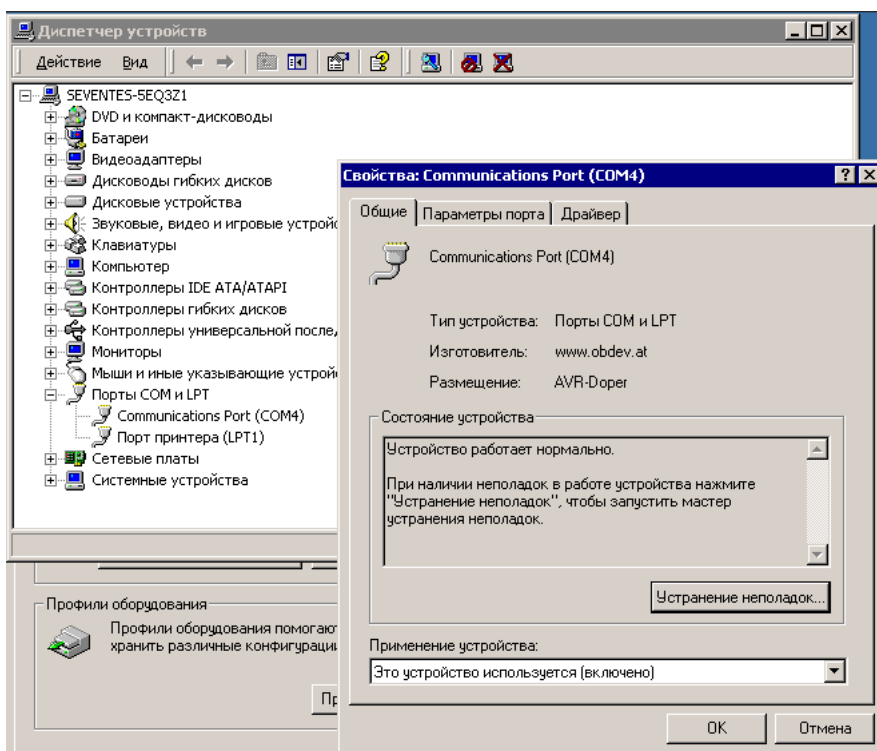 Диспетчер устройств
Действие Вид
SEVENTES-5EQ3Z1
DVD и компакт-дисководы
Батареи
Видеоадаптеры
Дисководы гибких дисков
Дисковые устройства
Звуковые, видео и игровые устройс
Клавиатуры
Компьютер
Контроллеры IDE ATA/ATAPI
Контроллеры гибких дисков
Контроллеры универсальной после,
Мониторы
Мыши и иные указывающие устрой
Порты COM и LPT
Communications Port (COM4)
Порт принтера (LPT1)
Сетевые платы
Системные устройства
Профили оборудования
Профили оборудования помогают
хранить различные конфигурации
Пр
Свойства: Communications Port (COM4)
Общие Параметры порта Драйвер
Communications Port (COM4)
Тип устройства: Порты COM и LPT
Изготовитель: www.obdev.at
Размещение: AVR-Doper
Состояние устройства
Устройство работает нормально.
При наличии неполадок в работе устройства нажмите
"Устранение неполадок", чтобы запустить мастер
устранения неполадок.
Устранение неполадок...
Применение устройства:
Это устройство используется (включено)
OK Отмена